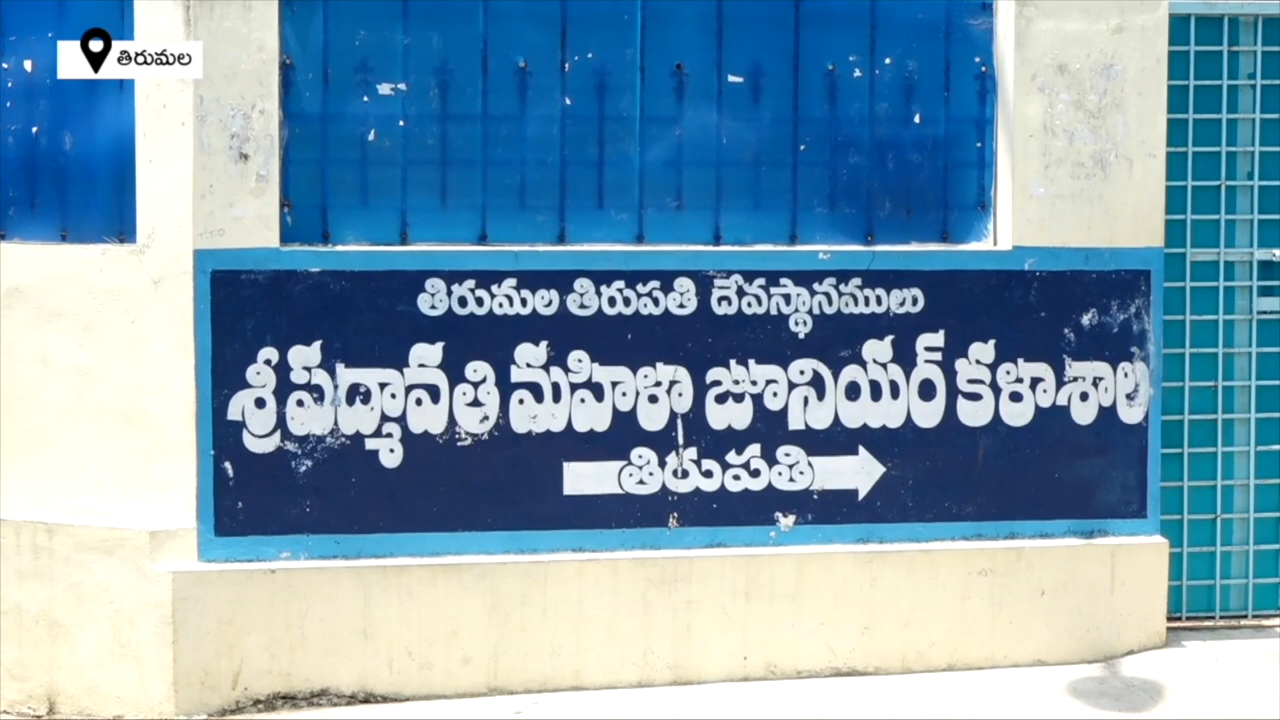 తిరుమల
తిరుమల తిరుపతి దేవస్థానములు
శ్రీ పద్మావతి మహిళా జూనియర్ కళాశాల
తిరుపతి